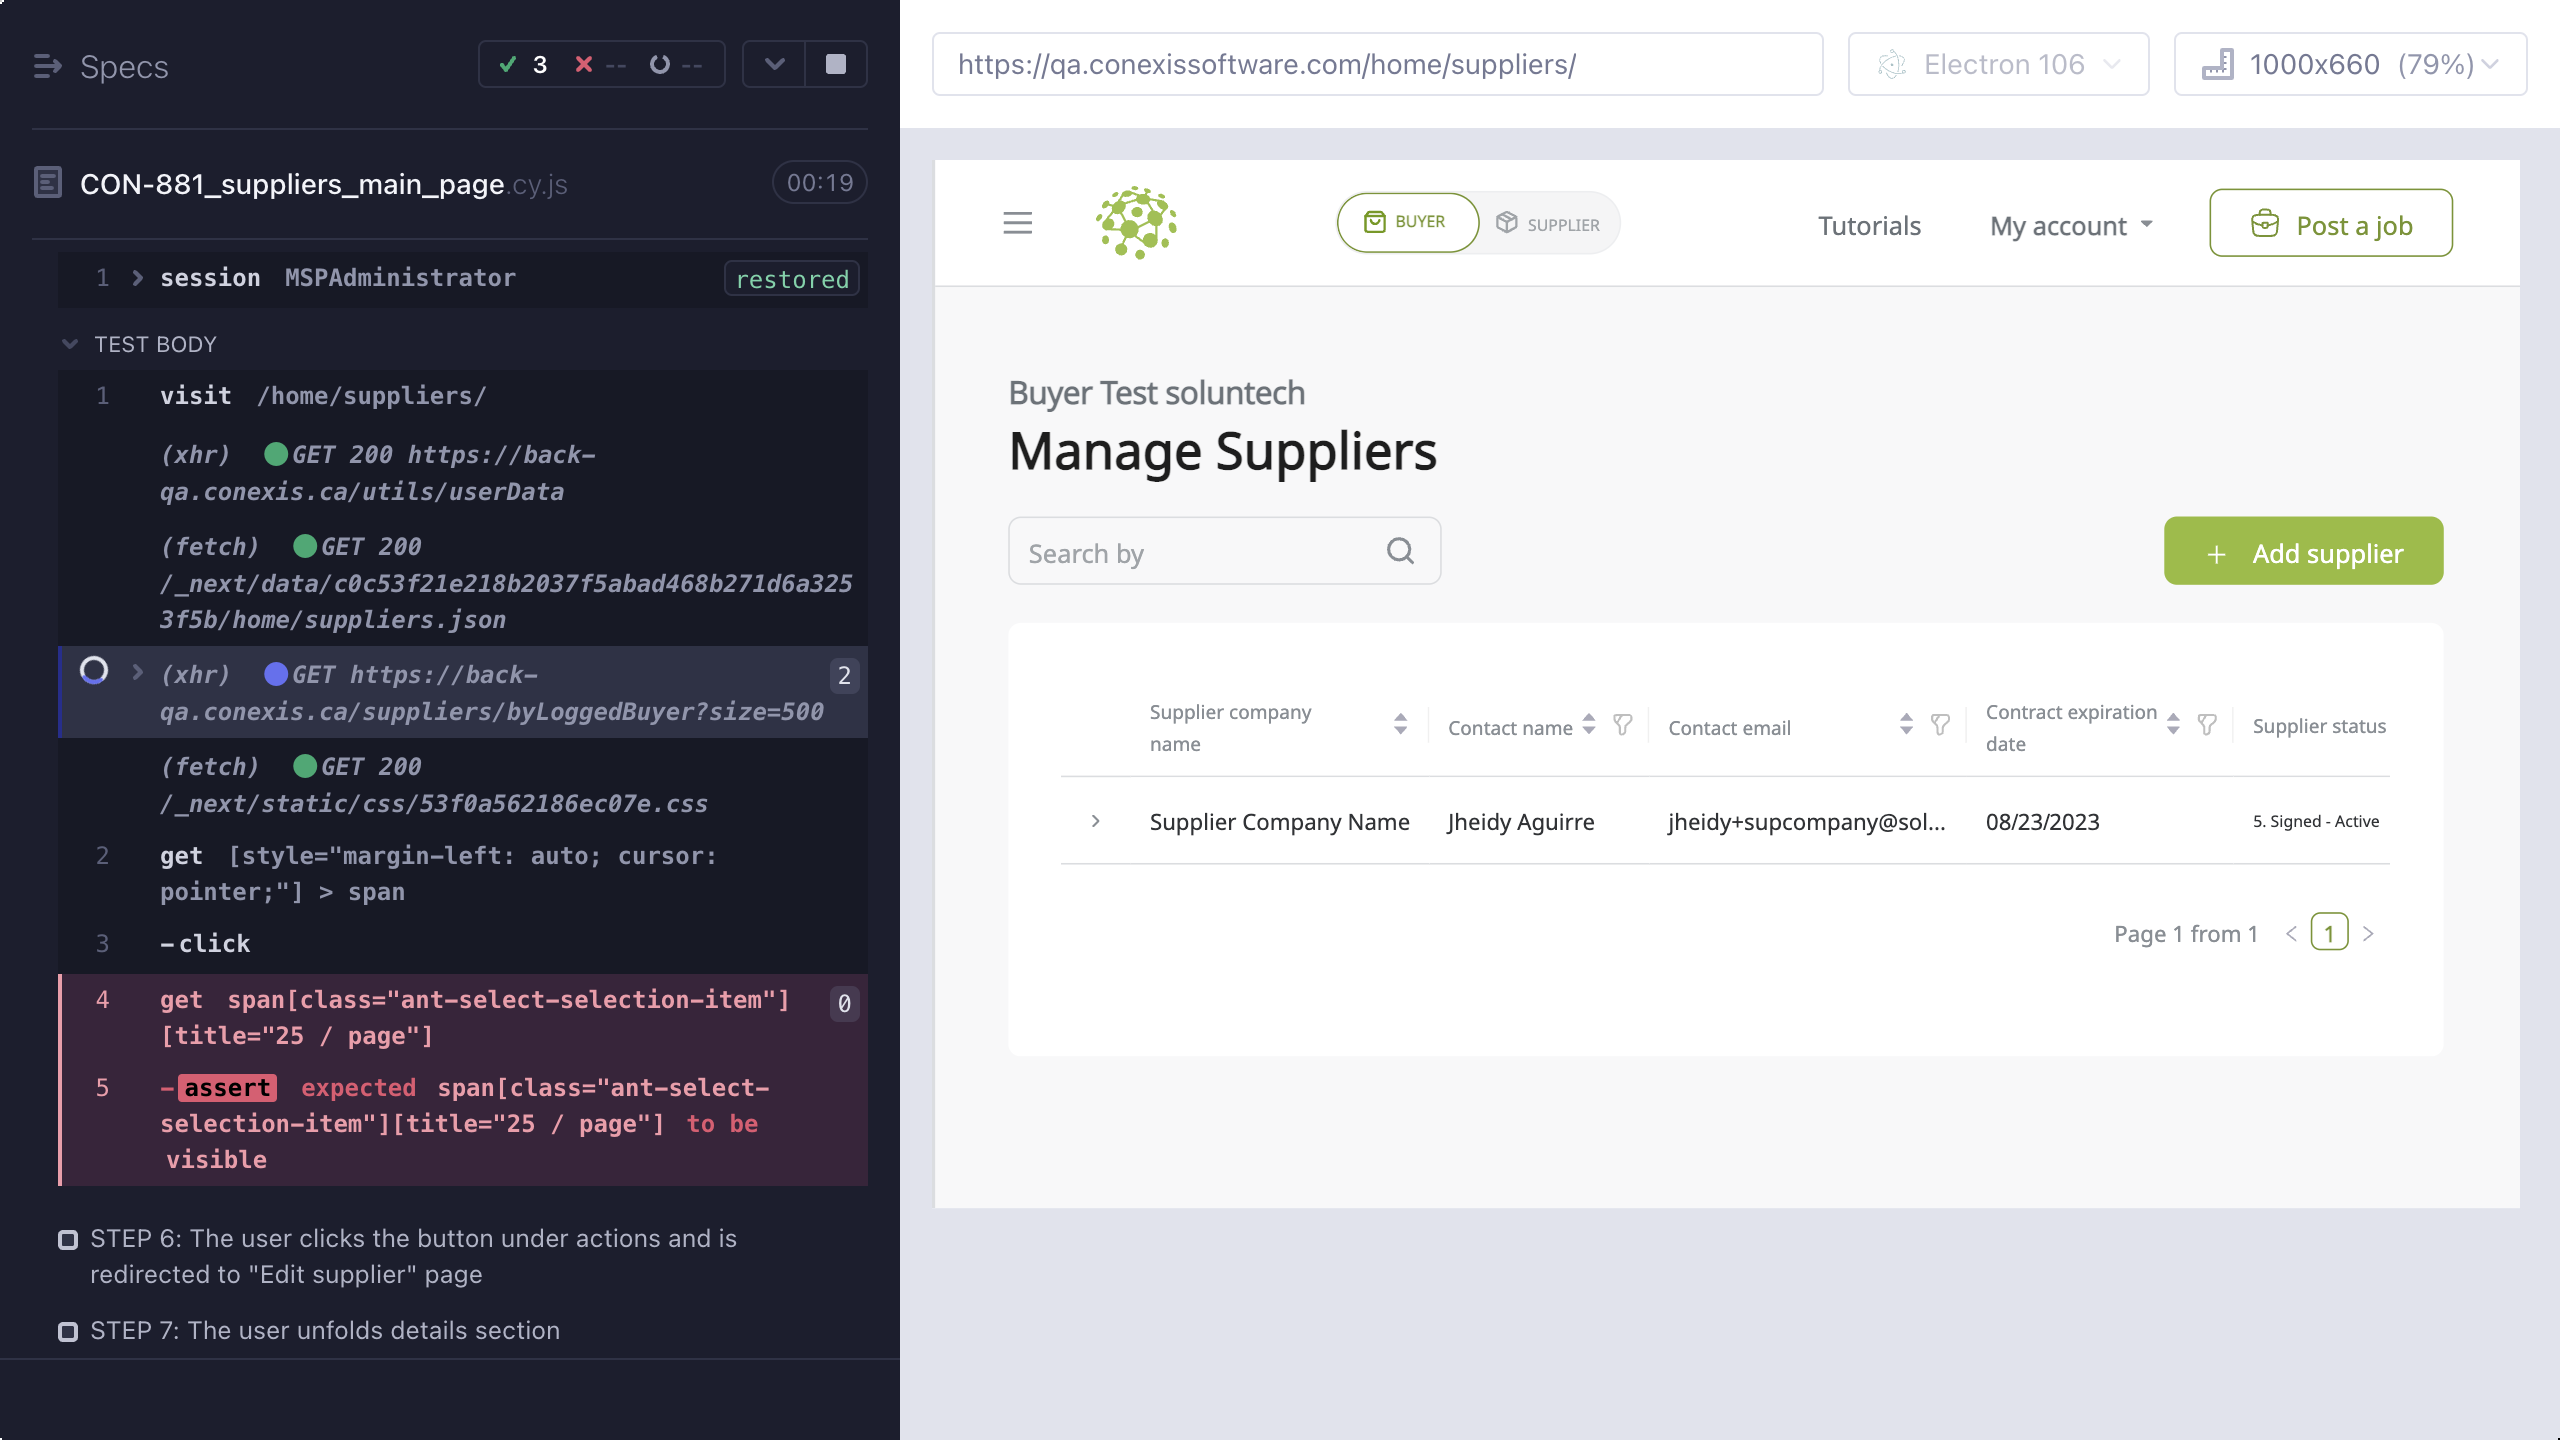 Specs
3 -- --
CON-881_suppliers_main_page.cy.js 00:19
1 session MSPAdministrator restored
TEST BODY
1 visit /home/suppliers/
(xhr) GET 200 https://back-
qa.conexis.ca/utils/userData
(fetch) GET 200
/_next/data/c0c53f21e218b2037f5abad468b271d6a325
3f5b/home/suppliers.json
(xhr) GET https://back- 2
qa.conexis.ca/suppliers/byLoggedBuyer?size=500
(fetch) GET 200
/_next/static/css/53f0a562186ec07e.css
2 get [style="margin-left: auto; cursor:
pointer;"] > span
3 -click
4 get span[class="ant-select-selection-item"] 0
[title="25 / page"]
5 -assert expected span[class="ant-select-
selection-item"][title="25 / page"] to be
visible
STEP 6: The user clicks the button under actions and is
redirected to "Edit supplier" page
STEP 7: The user unfolds details section
https://qa.conexissoftware.com/home/suppliers/
Electron 106
1000x660 (79%)
BUYER SUPPLIER
Tutorials
My account
Post a job
Buyer Test soluntech
Manage Suppliers
Search by
+ Add supplier
Supplier company
name
Contact name
Contact email
Contract expiration
date
Supplier status
Supplier Company Name Jheidy Aguirre jheidy+supcompany@sol... 08/23/2023 5. Signed - Active
Page 1 from 1 < 1 >